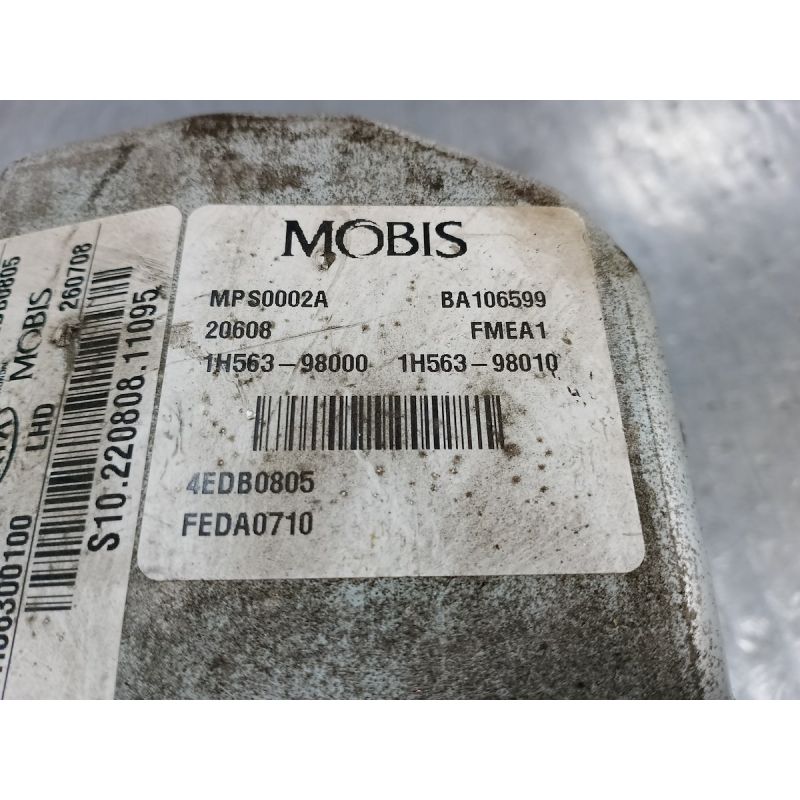 MOBIS
MPS0002A BA106599
20608 FMEA1
1H563-98000 1H563-98010
4EDB0805
FEDA0710
MOBIS
260708
LHD
S10.220808.11095